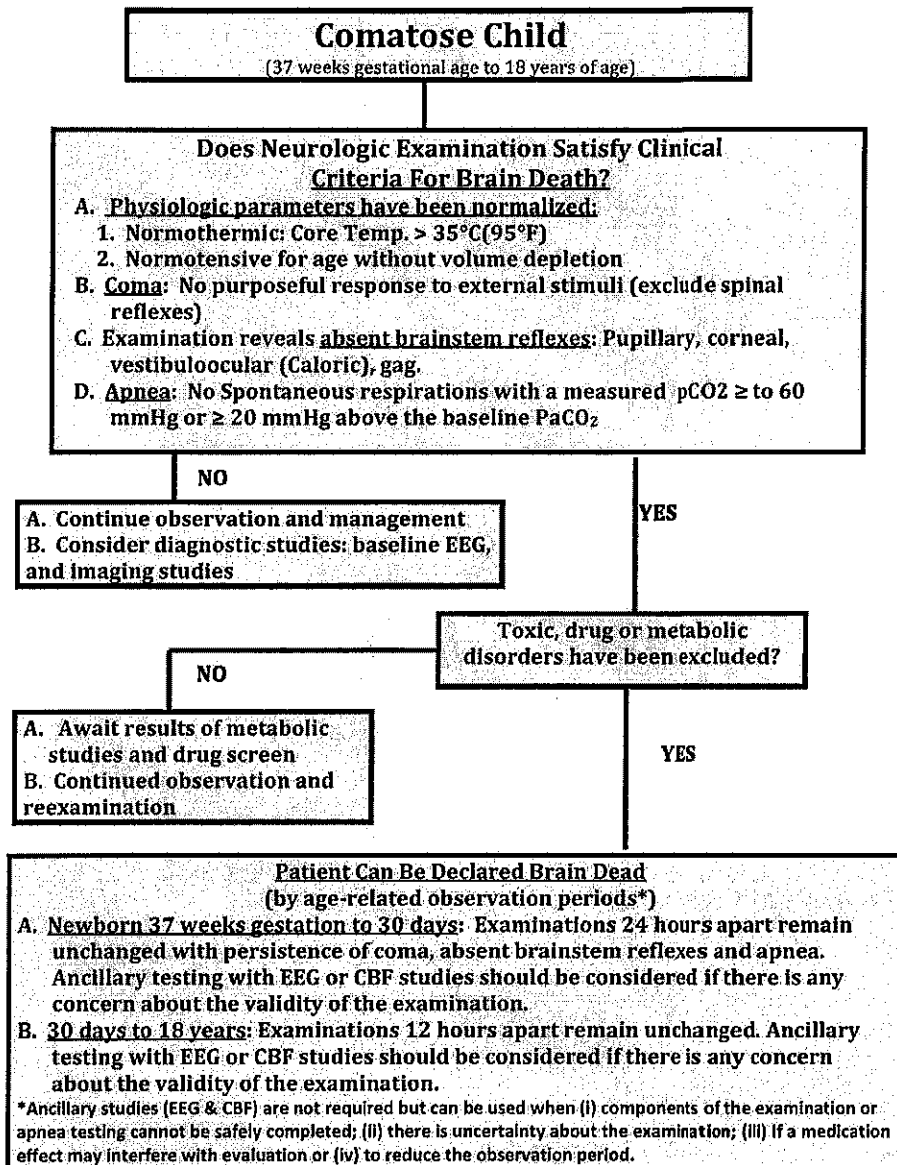 Comatose Child
(37 weeks gestational age to 18 years of age)
Does Neurologic Examination Satisfy Clinical
Criteria For Brain Death?
A. Physiologic parameters have been normalized:
1. Normothermic: Core Temp. > 35°C(95°F)
2. Normotensive for age without volume depletion
B. Coma: No purposeful response to external stimuli (exclude spinal
reflexes)
C. Examination reveals absent brainstem reflexes: Pupillary, corneal,
vestibuloocular (Caloric), gag.
D. Apnea: No Spontaneous respirations with a measured pCO2 ≥ to 60
mmHg or ≥ 20 mmHg above the baseline PaCO₂
NO
A. Continue observation and management
B. Consider diagnostic studies: baseline EEG,
and imaging studies
YES
Toxic, drug or metabolic
disorders have been excluded?
NO
A. Await results of metabolic
studies and drug screen
B. Continued observation and
reexamination
YES
Patient Can Be Declared Brain Dead
(by age-related observation periods*)
A. Newborn 37 weeks gestation to 30 days: Examinations 24 hours apart remain
unchanged with persistence of coma, absent brainstem reflexes and apnea.
Ancillary testing with EEG or CBF studies should be considered if there is any
concern about the validity of the examination.
B. 30 days to 18 years: Examinations 12 hours apart remain unchanged. Ancillary
testing with EEG or CBF studies should be considered if there is any concern
about the validity of the examination.
*Ancillary studies (EEG & CBF) are not required but can be used when (i) components of the examination or
apnea testing cannot be safely completed; (ii) there is uncertainty about the examination; (iii) if a medication
effect may interfere with evaluation or (iv) to reduce the observation period.